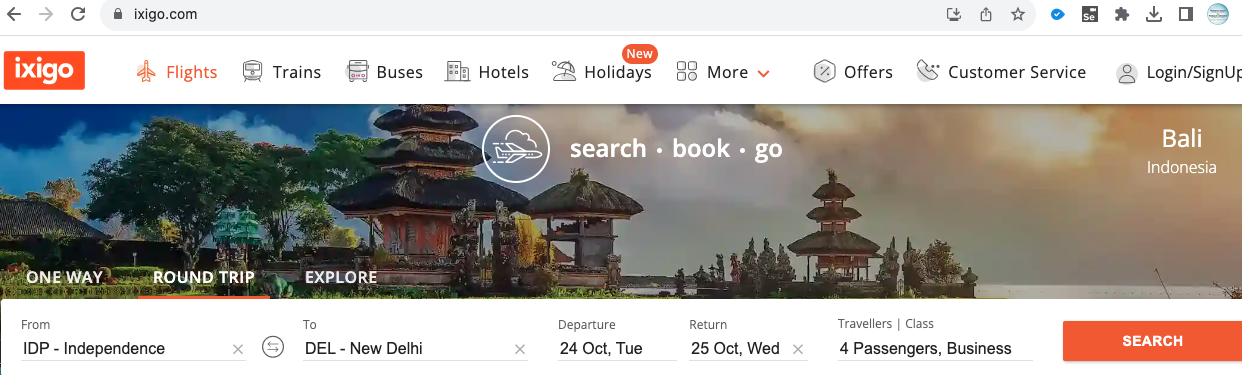 ixigo.com
Se
New
ixigo Flights Trains Buses Hotels Holidays More Offers Customer Service Login/SignUp
search • book • go
Bali
Indonesia
ONE WAY ROUND TRIP EXPLORE
From To Departure Return Travellers | Class
IDP - Independence DEL - New Delhi 24 Oct, Tue 25 Oct, Wed 4 Passengers, Business SEARCH